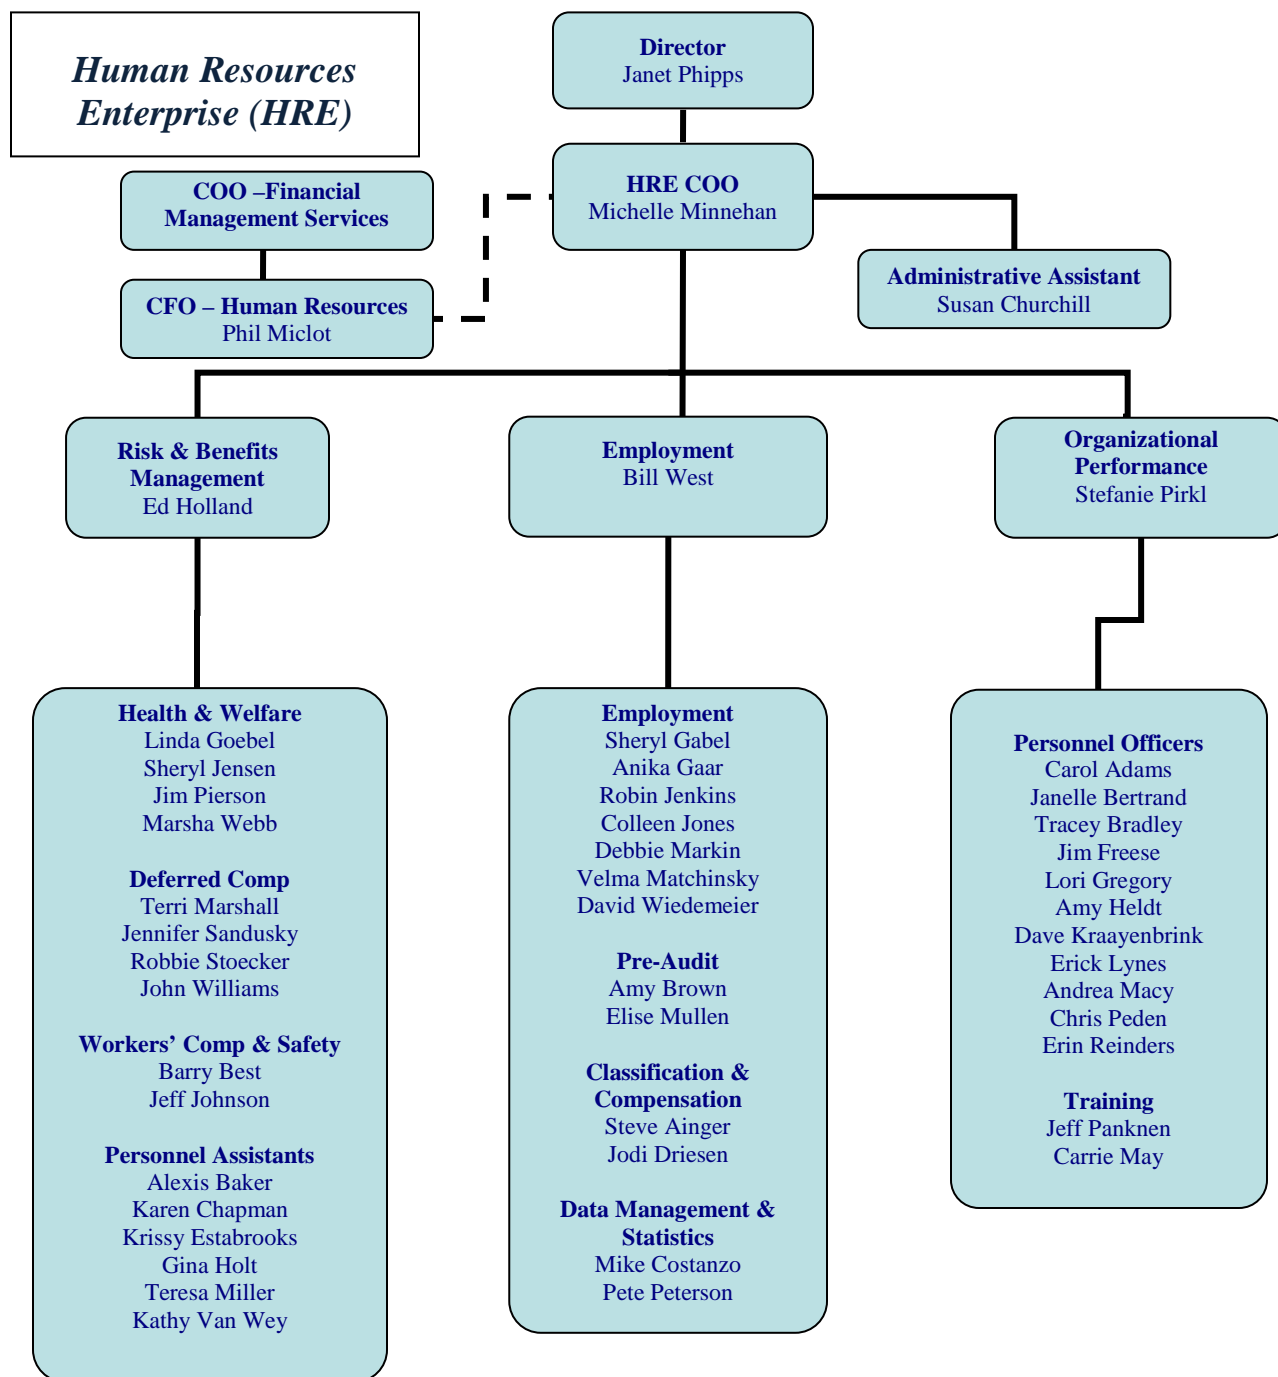 Human Resources
Enterprise (HRE)
Director
Janet Phipps
COO –Financial
Management Services
HRE COO
Michelle Minnehan
CFO – Human Resources
Phil Miclot
Administrative Assistant
Susan Churchill
Risk & Benefits
Management
Ed Holland
Employment
Bill West
Organizational
Performance
Stefanie Pirkl
Health & Welfare
Linda Goebel
Sheryl Jensen
Jim Pierson
Marsha Webb
Deferred Comp
Terri Marshall
Jennifer Sandusky
Robbie Stoecker
John Williams
Workers’ Comp & Safety
Barry Best
Jeff Johnson
Personnel Assistants
Alexis Baker
Karen Chapman
Krissy Estabrooks
Gina Holt
Teresa Miller
Kathy Van Wey
Employment
Sheryl Gabel
Anika Gaar
Robin Jenkins
Colleen Jones
Debbie Markin
Velma Matchinsky
David Wiedemeier
Pre-Audit
Amy Brown
Elise Mullen
Classification &
Compensation
Steve Ainger
Jodi Driesen
Data Management &
Statistics
Mike Costanzo
Pete Peterson
Personnel Officers
Carol Adams
Janelle Bertrand
Tracey Bradley
Jim Freese
Lori Gregory
Amy Heldt
Dave Kraayenbrink
Erick Lynes
Andrea Macy
Chris Peden
Erin Reinders
Training
Jeff Panknen
Carrie May